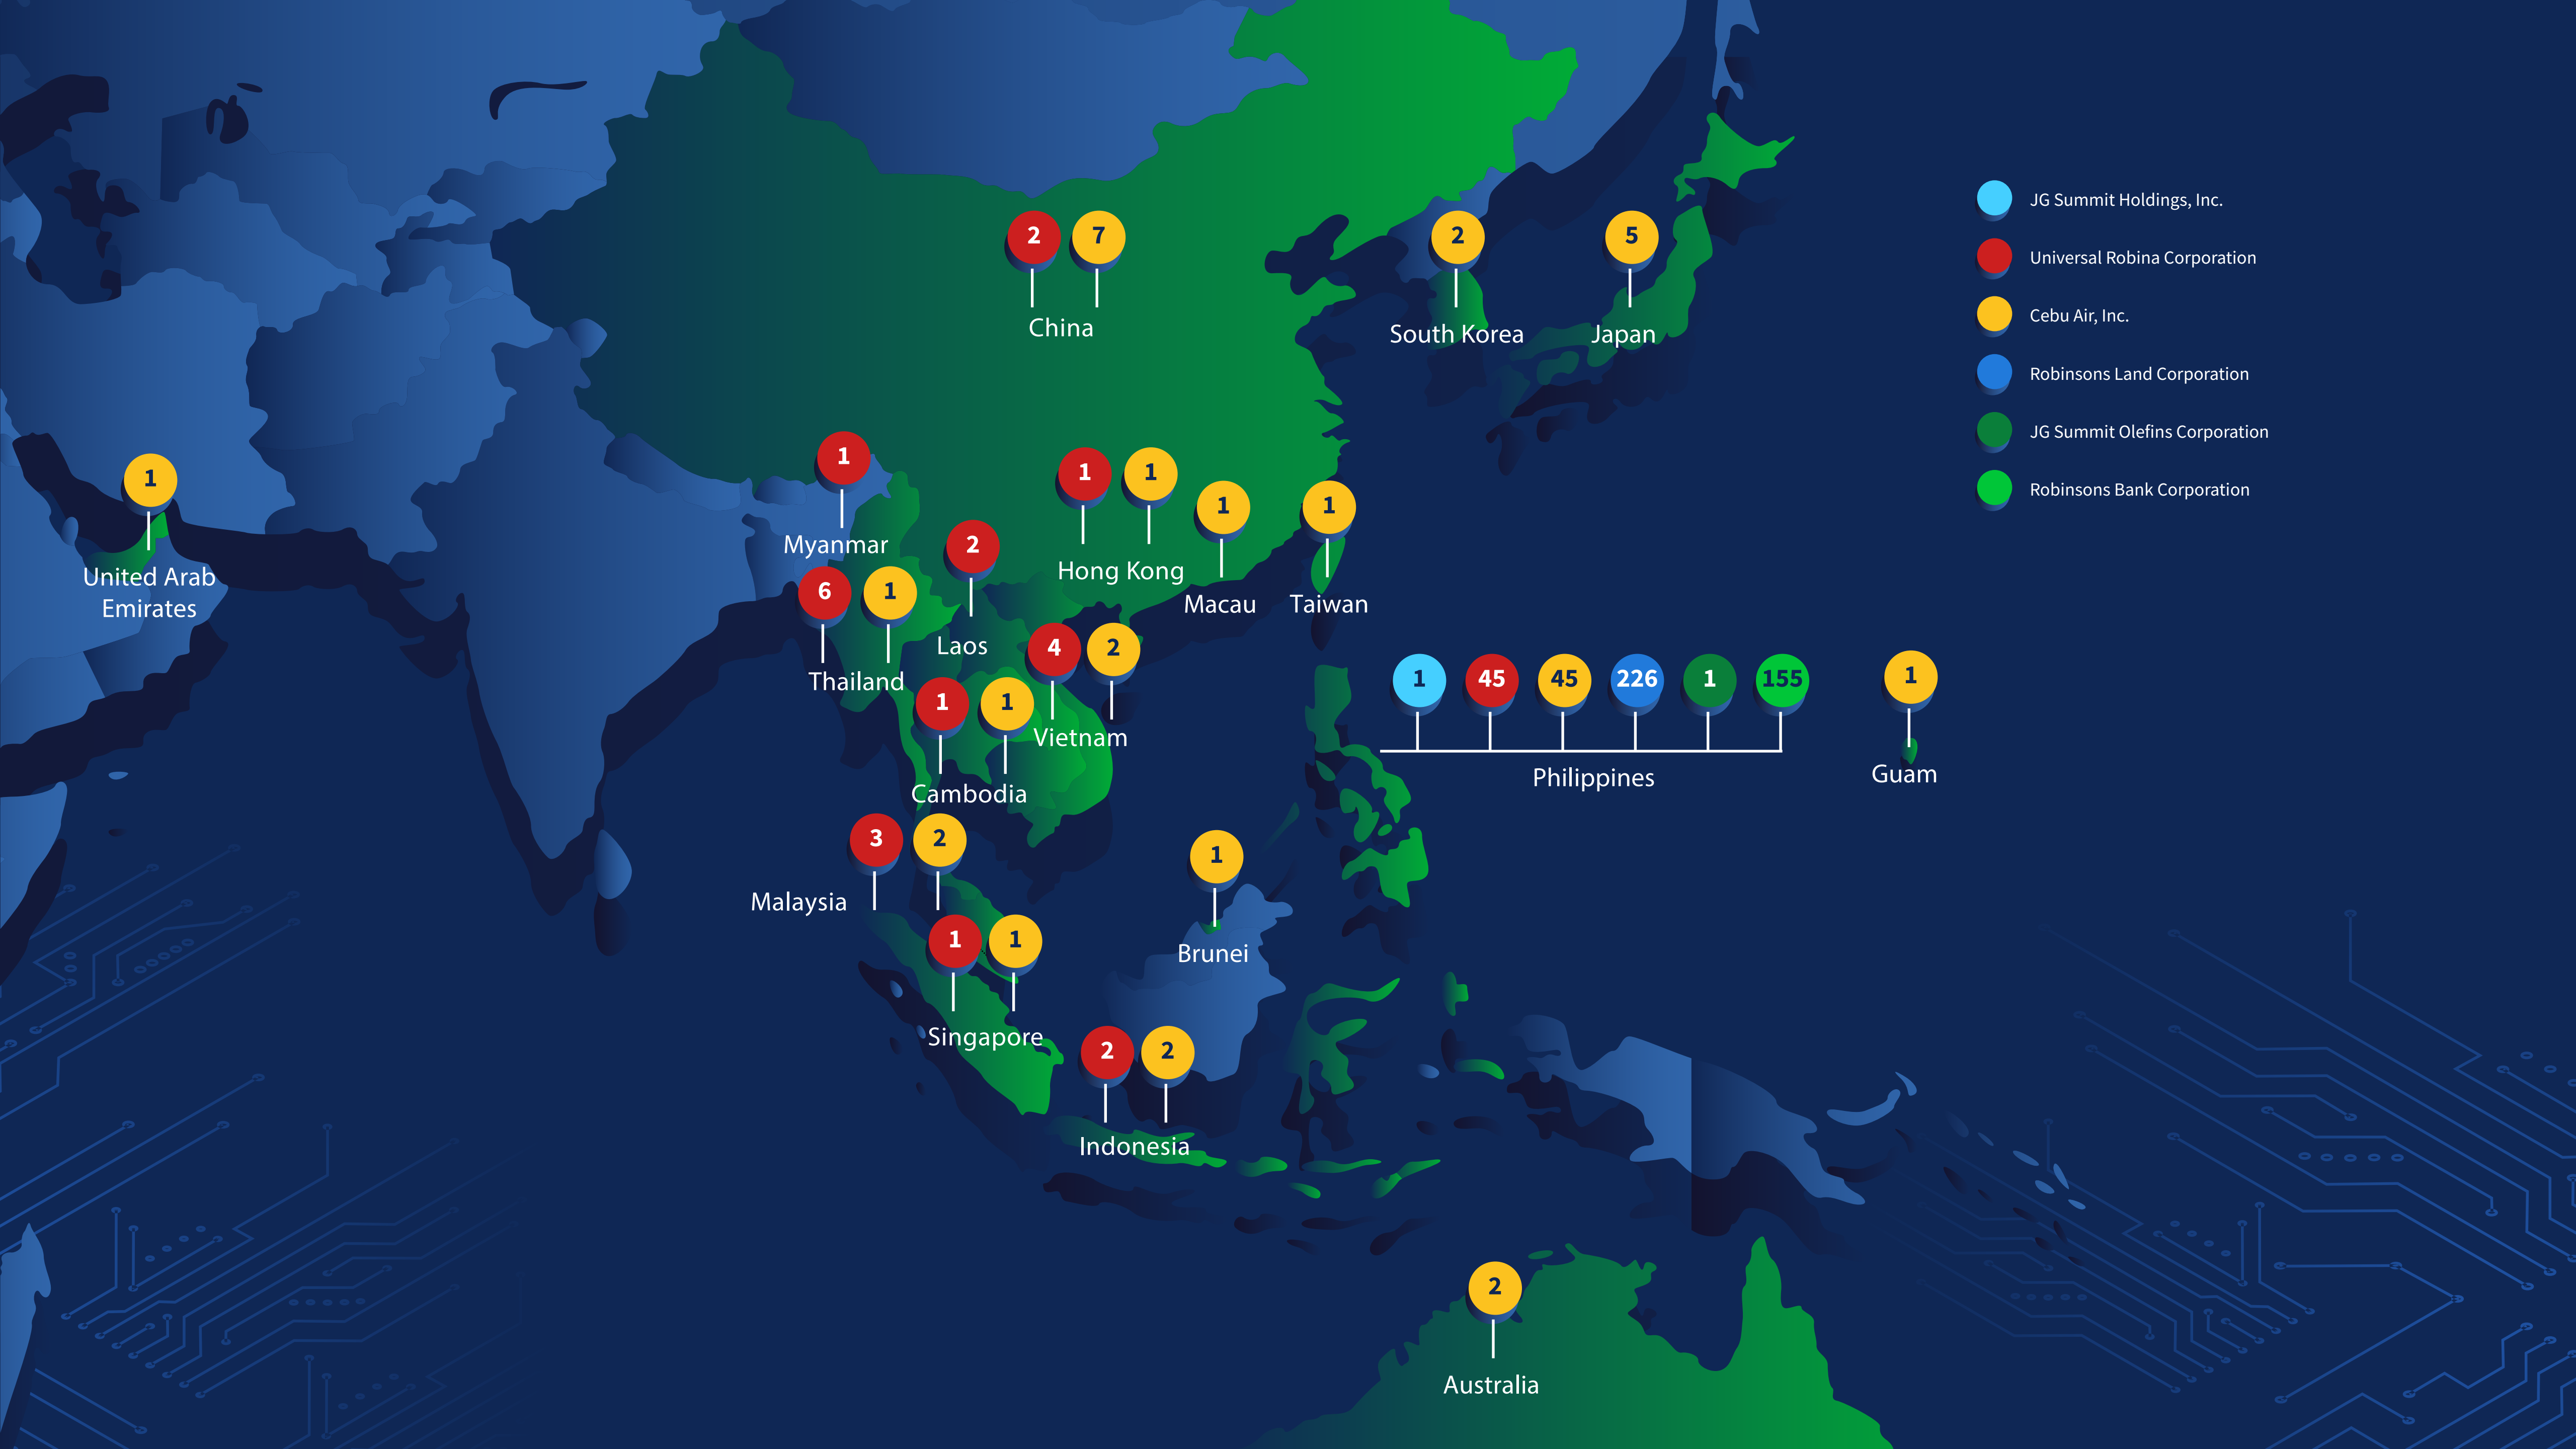 JG Summit Holdings, Inc.
Universal Robina Corporation
Cebu Air, Inc.
Robinsons Land Corporation
JG Summit Olefins Corporation
Robinsons Bank Corporation
2 7
China
2
South Korea
5
Japan
1
United Arab
Emirates
1
Myanmar
1 1
Hong Kong
1
Macau
1
Taiwan
2
Laos
6 1
Thailand
4 2
Vietnam
1 1
Cambodia
1 45 45 226 1 155
Philippines
1
Guam
3 2
Malaysia
1
Brunei
1 1
Singapore
2 2
Indonesia
2
Australia